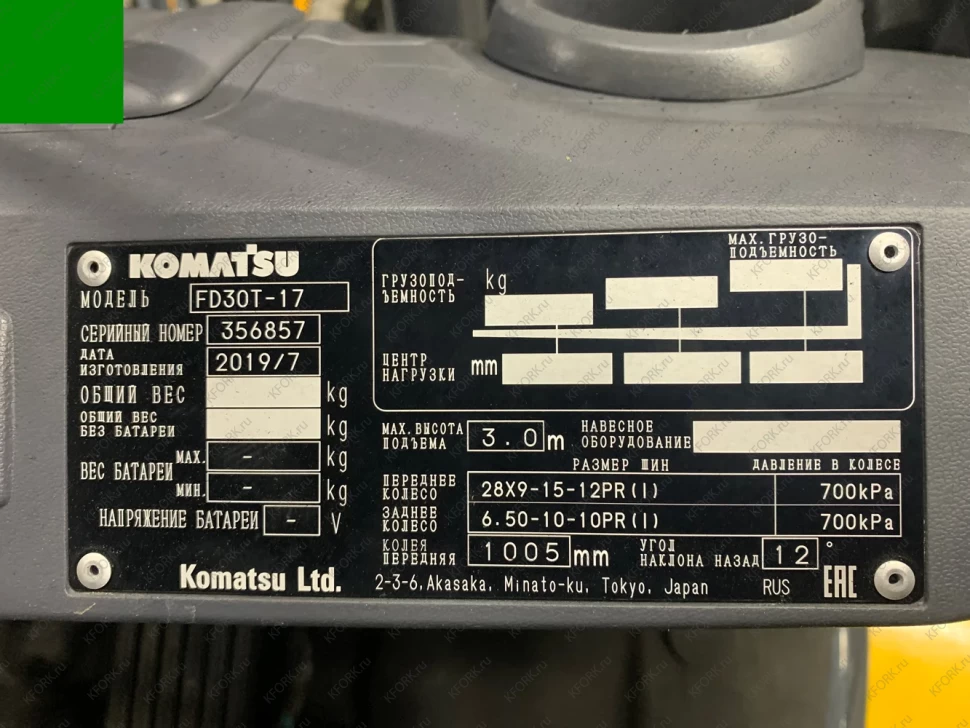 KOMATSU
МОДЕЛЬ FD30T-17
СЕРИЙНЫЙ НОМЕР 356857
ДАТА
ИЗГОТОВЛЕНИЯ 2019/7
ОБЩИЙ ВЕС kg
ОБЩИЙ ВЕС
БЕЗ БАТАРЕИ kg
ВЕС БАТАРЕИ
МАХ. - kg
МИН. - kg
НАПРЯЖЕНИЕ БАТАРЕИ - V
Komatsu Ltd.
МАХ. ГРУЗО-
ПОДЪЕМНОСТЬ
ГРУЗОПОД-
ЪЕМНОСТЬ kg
ЦЕНТР
НАГРУЗКИ mm
МАХ. ВЫСОТА
ПОДЪЕМА 3.0 m
НАВЕСНОЕ
ОБОРУДОВАНИЕ
РАЗМЕР ШИН ДАВЛЕНИЕ В КОЛЕСЕ
ПЕРЕДНЕЕ
КОЛЕСО 28X9-15-12PR(I) 700kPa
ЗАДНЕЕ
КОЛЕСО 6.50-10-10PR(I) 700kPa
КОЛЕЯ
ПЕРЕДНЯЯ 1005 mm
УГОЛ
НАКЛОНА НАЗАД 12 °
2-3-6, Akasaka, Minato-ku, Tokyo, Japan RUS EAC
KFORK.ru